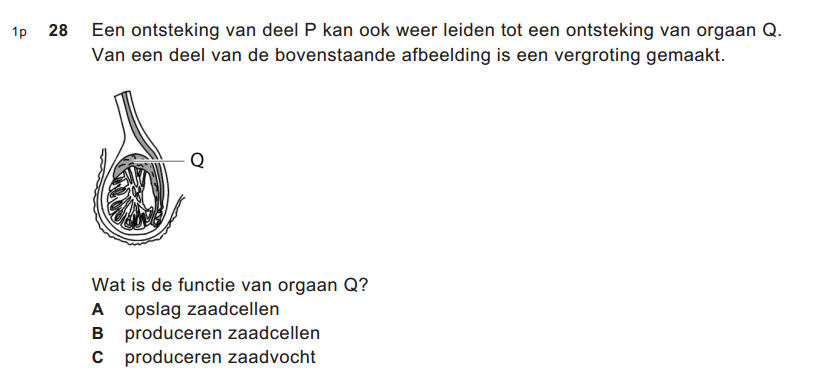 1p 28 Een ontsteking van deel P kan ook weer leiden tot een ontsteking van orgaan Q.
Van een deel van de bovenstaande afbeelding is een vergroting gemaakt.
Q
Wat is de functie van orgaan Q?
A opslag zaadcellen
B produceren zaadcellen
C produceren zaadvocht